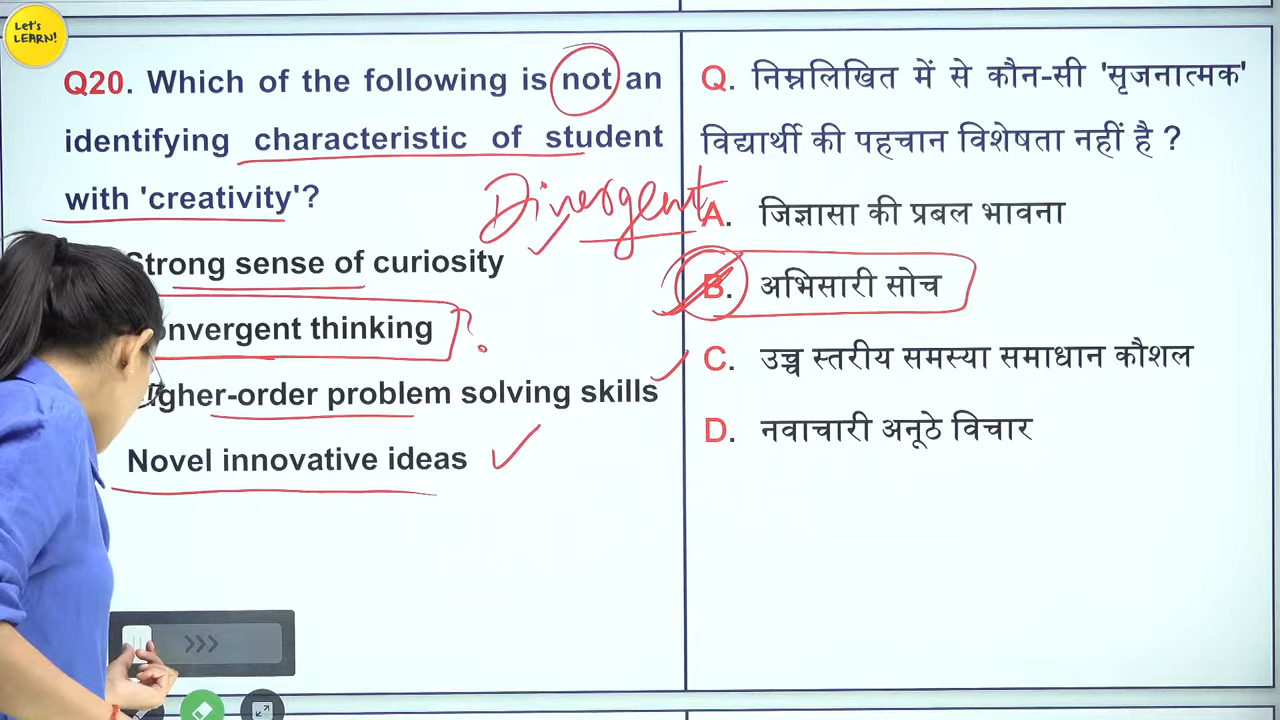 Let's
LEARN!
Q20. Which of the following is not an
identifying characteristic of student
with 'creativity'?
Divergent
Strong sense of curiosity
Convergent thinking
Higher-order problem solving skills
Novel innovative ideas
Q. निम्नलिखित में से कौन-सी 'सृजनात्मक'
विद्यार्थी की पहचान विशेषता नहीं है ?
A. जिज्ञासा की प्रबल भावना
B. अभिसारी सोच
C. उच्च स्तरीय समस्या समाधान कौशल
D. नवाचारी अनूठे विचार